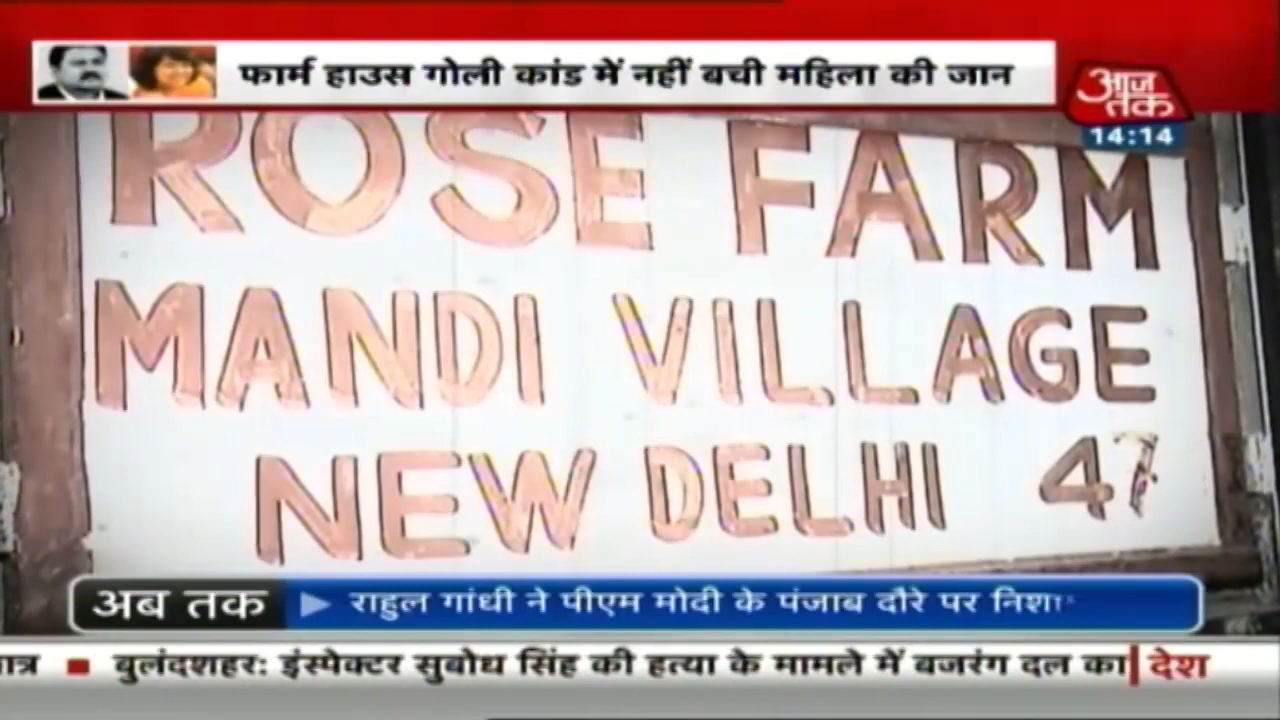 फार्म हाउस गोली कांड में नहीं बची महिला की जान
आज तक
14:14
ROSE FARM
MANDI VILLAGE
NEW DELHI 47
अब तक
राहुल गांधी ने पीएम मोदी के पंजाब दौरे पर
बुलंदशहर: इंस्पेक्टर सुबोध सिंह की हत्या के मामले में बजरंग दल का
देश